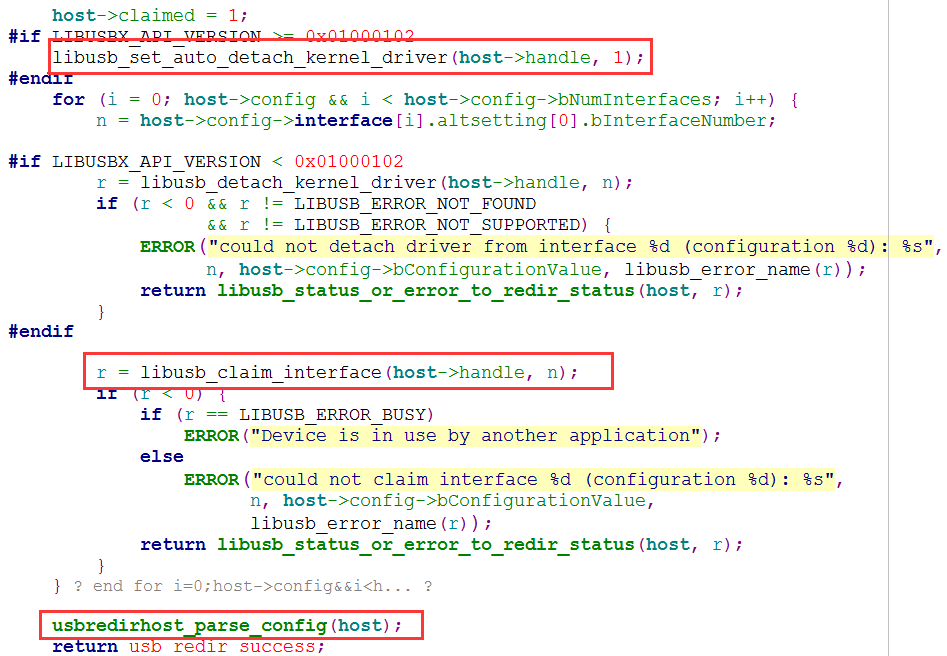 host->claimed = 1;
#if LIBUSBX_API_VERSION >= 0x01000102
libusb_set_auto_detach_kernel_driver(host->handle, 1);
#endif
for (i = 0; host->config && i < host->config->bNumInterfaces; i++) {
n = host->config->interface[i].altsetting[0].bInterfaceNumber;
#if LIBUSBX_API_VERSION < 0x01000102
r = libusb_detach_kernel_driver(host->handle, n);
if (r < 0 && r != LIBUSB_ERROR_NOT_FOUND
&& r != LIBUSB_ERROR_NOT_SUPPORTED) {
ERROR("could not detach driver from interface %d (configuration %d): %s",
n, host->config->bConfigurationValue, libusb_error_name(r));
return libusb_status_or_error_to_redir_status(host, r);
}
#endif
r = libusb_claim_interface(host->handle, n);
if (r < 0) {
if (r == LIBUSB_ERROR_BUSY)
ERROR("Device is in use by another application");
else
ERROR("could not claim interface %d (configuration %d): %s",
n, host->config->bConfigurationValue,
libusb_error_name(r));
return libusb_status_or_error_to_redir_status(host, r);
}
} ? end for i=0;host->config&&i<h... ?
usbredirhost_parse_config(host);
return usb_redir_success;